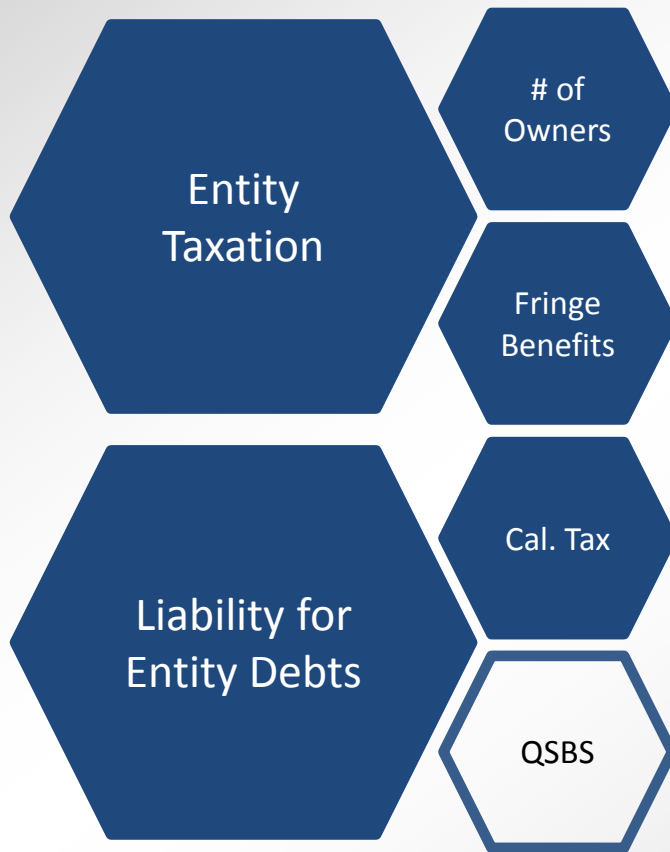 Entity
Taxation
# of
Owners
Fringe
Benefits
Liability for
Entity Debts
Cal. Tax
QSBS